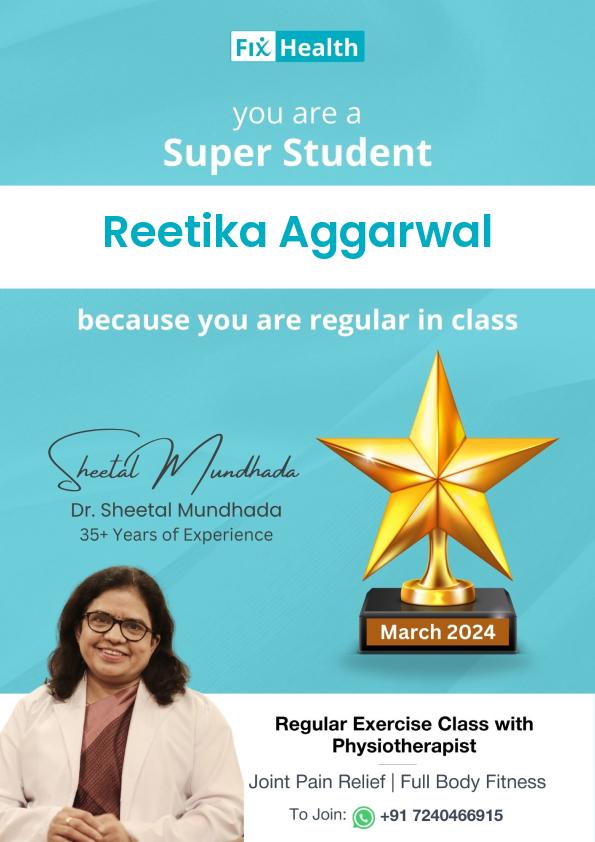 Fix Health
you are a
Super Student
Reetika Aggarwal
because you are regular in class
Sheetal Mundhada
Dr. Sheetal Mundhada
35+ Years of Experience
March 2024
Regular Exercise Class with
Physiotherapist
Joint Pain Relief | Full Body Fitness
To Join: +91 7240466915